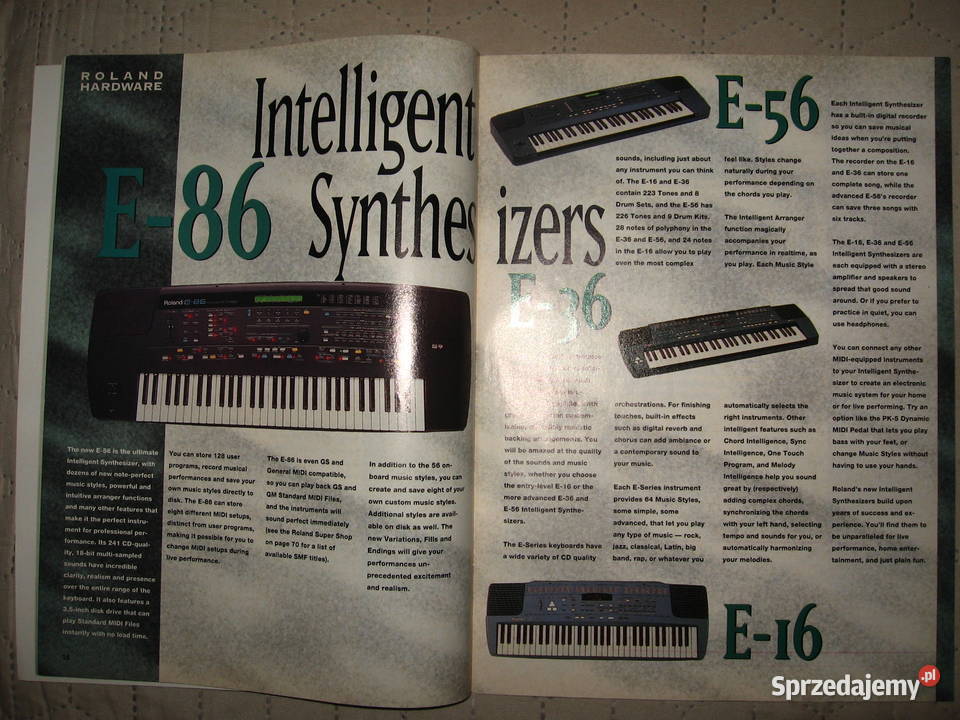 ROLAND
HARDWARE
Intelligent
Synthesizers
E-86
Roland E-86
The new E-86 is the ultimate
Intelligent Synthesizer, with
dozens of new note-perfect
music styles, powerful and
intuitive arranger functions
and many other features that
make it the perfect instru-
ment for professional per-
formance. Its 241 CD-qual-
ity, 18-bit multi-sampled
sounds have incredible
clarity, realism and presence
over the entire range of the
keyboard. It also features a
3.5-inch disk drive that can
play Standard MIDI Files
instantly with no load time.
You can store 128 user
programs, record musical
performances and save your
own music styles directly to
disk. The E-86 can store
eight different MIDI setups,
distinct from user programs,
making it possible for you to
change MIDI setups during
live performance.
The E-86 is even GS and
General MIDI compatible,
so you can play back GS and
GM Standard MIDI Files,
and the instruments will
sound perfect immediately
(see the Roland Super Shop
on page 70 for a list of
available SMF titles).
In addition to the 56 on-
board music styles, you can
create and save eight of your
own custom music styles.
Additional styles are avail-
able on disk as well. The
new Variations, Fills and
Endings will give your
performances un-
precedented excitement
and realism.
E-56
E-36
backing arrangements. You
will be amazed at the quality
of the sounds and music
styles, whether you choose
the entry-level E-16 or the
more advanced E-36 and
E-56 Intelligent Synthe-
sizers.
The E-Series keyboards have
a wide variety of CD quality
sounds, including just about
any instrument you can think
of. The E-16 and E-36
contain 223 Tones and 8
Drum Sets, and the E-56 has
226 Tones and 9 Drum Kits.
28 notes of polyphony in the
E-36 and E-56, and 24 notes
in the E-16 allow you to play
even the most complex
orchestrations. For finishing
touches, built-in effects
such as digital reverb and
chorus can add ambiance or
a contemporary sound to
your music.
Each E-Series instrument
provides 64 Music Styles,
some simple, some
advanced, that let you play
any type of music — rock,
jazz, classical, Latin, big
band, rap, or whatever you
feel like. Styles change
naturally during your
performance depending on
the chords you play.
The Intelligent Arranger
function magically
accompanies your
performance in realtime, as
you play. Each Music Style
automatically selects the
right instruments. Other
intelligent features such as
Chord Intelligence, Sync
Intelligence, One Touch
Program, and Melody
Intelligence help you sound
great by (respectively)
adding complex chords,
synchronizing the chords
with your left hand, selecting
tempo and sounds for you, or
automatically harmonizing
your melodies.
Each Intelligent Synthesizer
has a built-in digital recorder
so you can save musical
ideas when you're putting
together a composition.
The recorder on the E-16
and E-36 can store one
complete song, while the
advanced E-56's recorder
can save three songs with
six tracks.
The E-16, E-36 and E-56
Intelligent Synthesizers are
each equipped with a stereo
amplifier and speakers to
spread that good sound
around. Or if you prefer to
practice in quiet, you can
use headphones.
You can connect any other
MIDI-equipped instruments
to your Intelligent Synthe-
sizer to create an electronic
music system for your home
or for live performing. Try an
option like the PK-5 Dynamic
MIDI Pedal that lets you play
bass with your feet, or
change Music Styles without
having to use your hands.
Roland's new Intelligent
Synthesizers build upon
years of success and ex-
perience. You'll find them to
be unparalleled for live
performance, home enter-
tainment, and just plain fun.
E-16
Sprzedajemy.pl